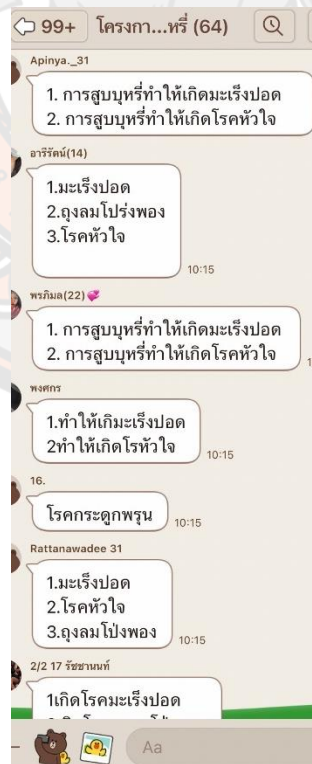 99+ โครงกา...ทรี่ (64)
Apinya._31
1. การสูบบุหรี่ทำให้เกิดมะเร็งปอด
2. การสูบบุหรี่ทำให้เกิดโรคหัวใจ
อารีรัตน์(14)
1.มะเร็งปอด
2.ถุงลมโปร่งพอง
3.โรคหัวใจ
10:15
พรภิมล(22)💞
1. การสูบบุหรี่ทำให้เกิดมะเร็งปอด
2. การสูบบุหรี่ทำให้เกิดโรคหัวใจ
พงศกร
1.ทำให้เกิมะเร็งปอด
2ทำให้เกิดโรหัวใจ
10:15
16.
โรคกระดูกพรุน
10:15
Rattanawadee 31
1.มะเร็งปอด
2.โรคหัวใจ
3.ถุงลมโป่งพอง
10:15
2/2 17 รัชชานนท์
1เกิดโรคมะเร็งปอด
Aa